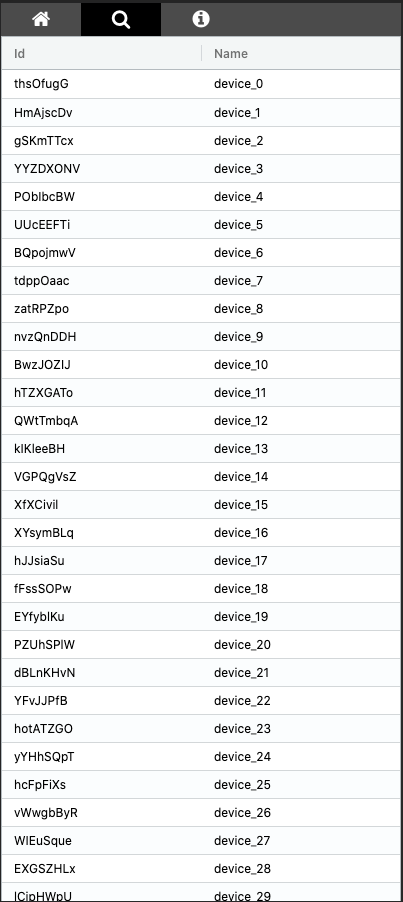 Id Name
thsOfugG device_0
HmAjscDv device_1
gSKmTTcx device_2
YYZDXONV device_3
PObIbcBW device_4
UUcEEFTi device_5
BQpojmwV device_6
tdppOaac device_7
zatRPZpo device_8
nvzQnDDH device_9
BwzJOZIJ device_10
hTZXGATo device_11
QWtTmbqA device_12
kIKleeBH device_13
VGPQgVsZ device_14
XfXCivil device_15
XYsymBLq device_16
hJJsiaSu device_17
fFssSOPw device_18
EYfyblKu device_19
PZUhSPlW device_20
dBLnKHvN device_21
YFvJJPfB device_22
hotATZGO device_23
yYHhSQpT device_24
hcFpFiXs device_25
vWwgbByR device_26
WlEuSque device_27
EXGSZHLx device_28
device_29